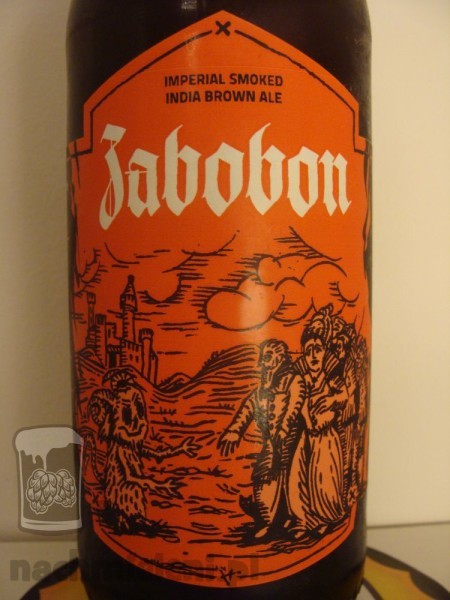 IMPERIAL SMOKED
INDIA BROWN ALE
Zabobon